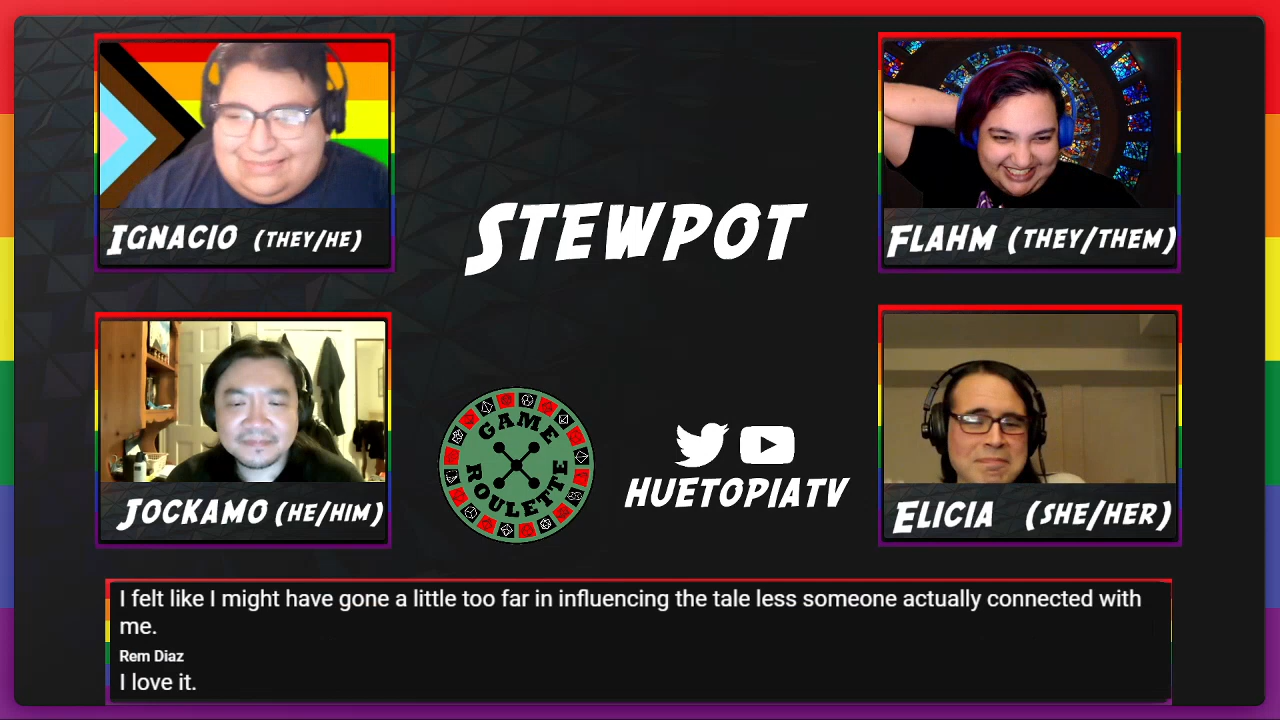 IGNACIO (THEY/HE)
FLAHM (THEY/THEM)
STEWPOT
JOCKAMO (HE/HIM)
GAME
ROULETTE
HUETOPIATV
ELICIA (SHE/HER)
I felt like I might have gone a little too far in influencing the tale less someone actually connected with
me.
Rem Diaz
I love it.